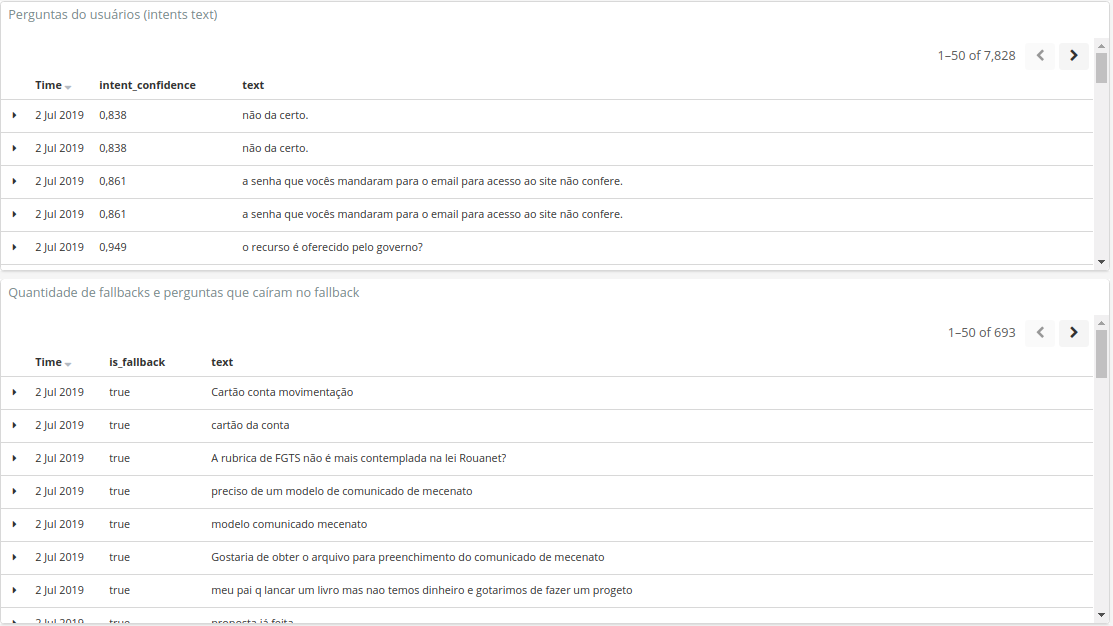 Perguntas do usuários (intents text)
1–50 of 7,828
Time intent_confidence text
2 Jul 2019 0,838 não da certo.
2 Jul 2019 0,838 não da certo.
2 Jul 2019 0,861 a senha que vocês mandaram para o email para acesso ao site não confere.
2 Jul 2019 0,861 a senha que vocês mandaram para o email para acesso ao site não confere.
2 Jul 2019 0,949 o recurso é oferecido pelo governo?
Quantidade de fallbacks e perguntas que caíram no fallback
1–50 of 693
Time is_fallback text
2 Jul 2019 true Cartão conta movimentação
2 Jul 2019 true cartão da conta
2 Jul 2019 true A rubrica de FGTS não é mais contemplada na lei Rouanet?
2 Jul 2019 true preciso de um modelo de comunicado de mecenato
2 Jul 2019 true modelo comunicado mecenato
2 Jul 2019 true Gostaria de obter o arquivo para preenchimento do comunicado de mecenato
2 Jul 2019 true meu pai q lancar um livro mas nao temos dinheiro e gotarimos de fazer um progeto
2 Jul 2019 true proposta já feita